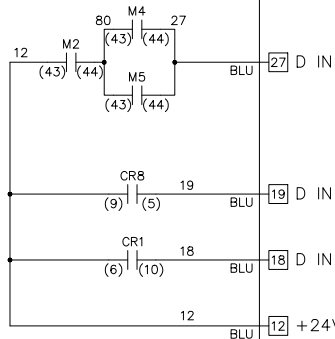 80 M4 27
12 M2 (43) (44)
(43) (44) M5 BLU 27 D IN
(43) (44)
CR8 19
(9) (5) BLU 19 D IN
CR1 18
(6) (10) BLU 18 D IN
12
BLU 12 +24V